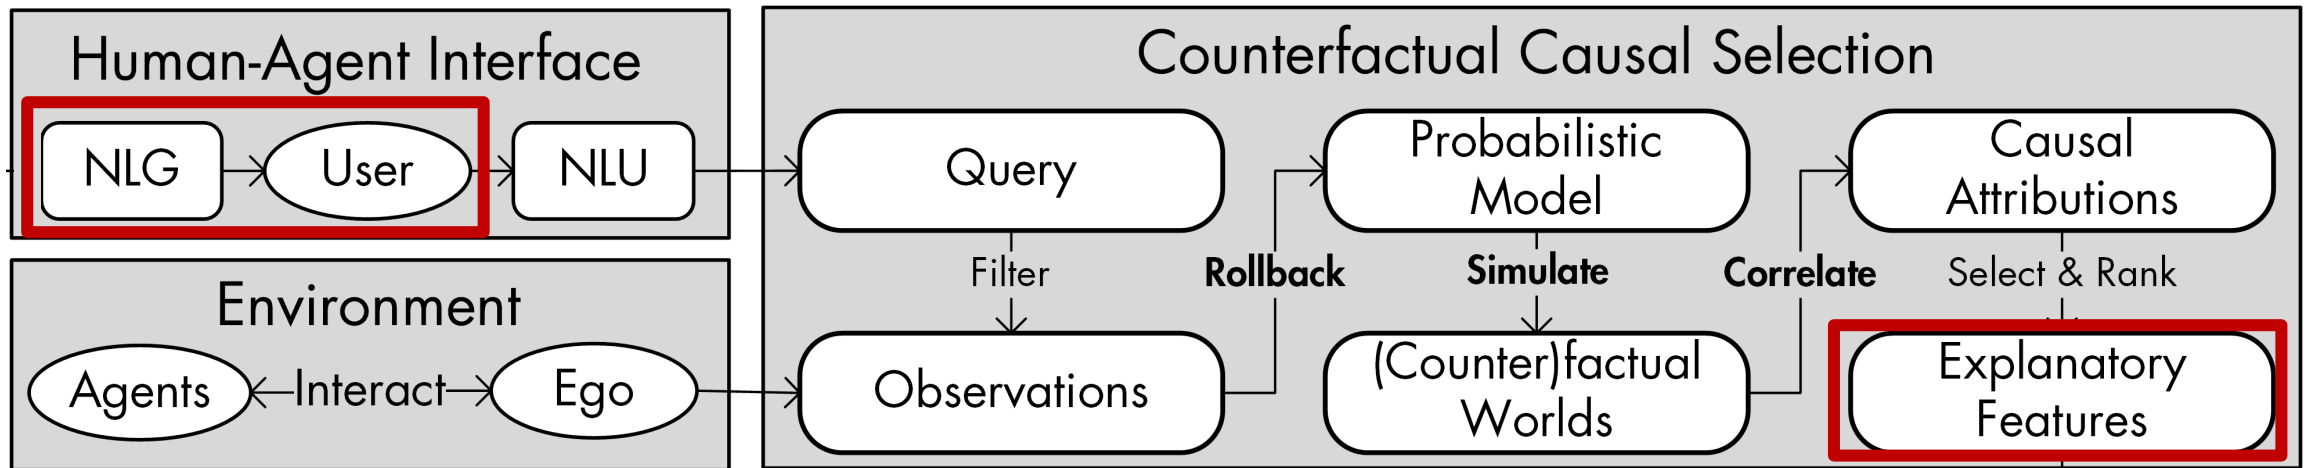 Human-Agent Interface
NLG
User
NLU
Environment
Agents
Interact
Ego
Counterfactual Causal Selection
Query
Filter
Observations
Rollback
Probabilistic
Model
Simulate
(Counter)factual
Worlds
Correlate
Causal
Attributions
Select & Rank
Explanatory
Features